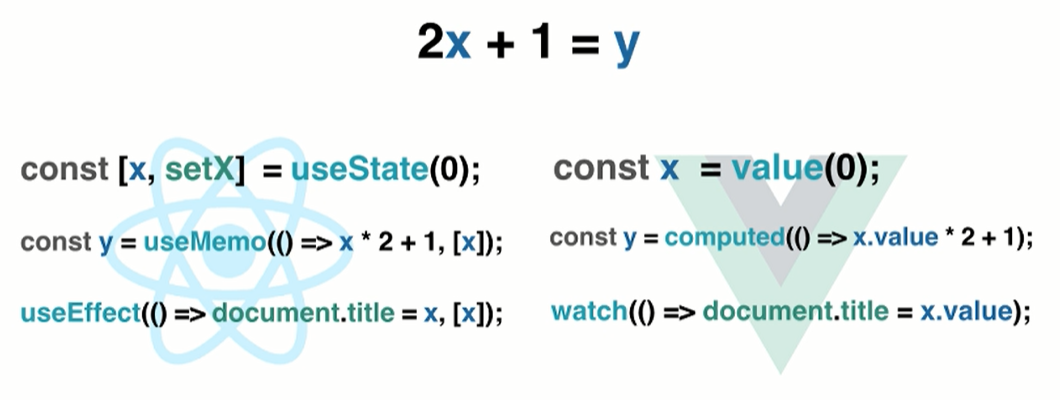 2x + 1 = y
const [x, setX] = useState(0);
const y = useMemo(() => x * 2 + 1, [x]);
useEffect(() => document.title = x, [x]);
const x = value(0);
const y = computed(() => x.value * 2 + 1);
watch(() => document.title = x.value);